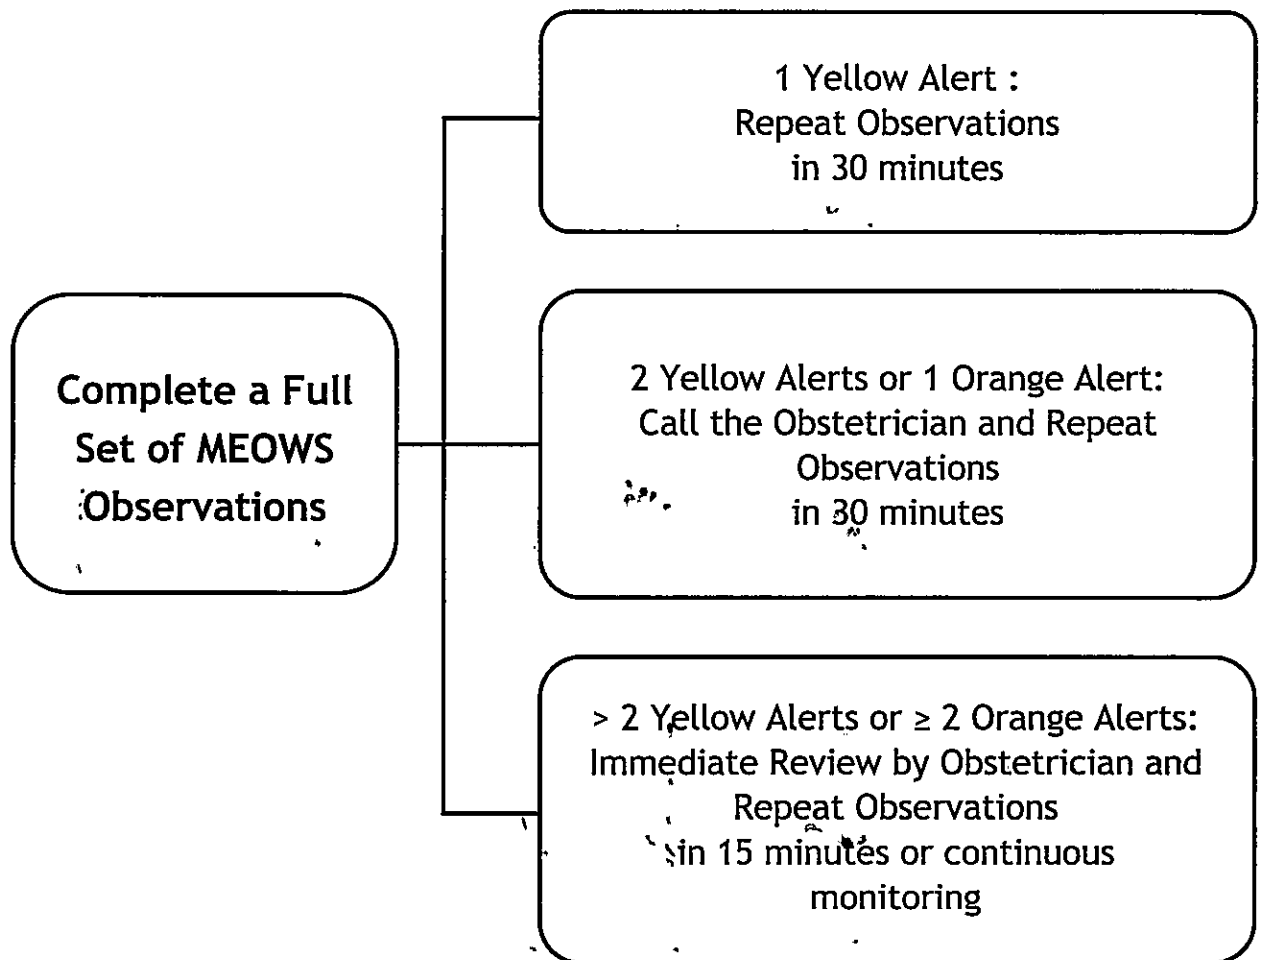 1 Yellow Alert :
Repeat Observations
in 30 minutes
Complete a Full
Set of MEOWS
Observations
2 Yellow Alerts or 1 Orange Alert:
Call the Obstetrician and Repeat
Observations
in 30 minutes
> 2 Yellow Alerts or ≥ 2 Orange Alerts:
Immediate Review by Obstetrician and
Repeat Observations
in 15 minutes or continuous
monitoring